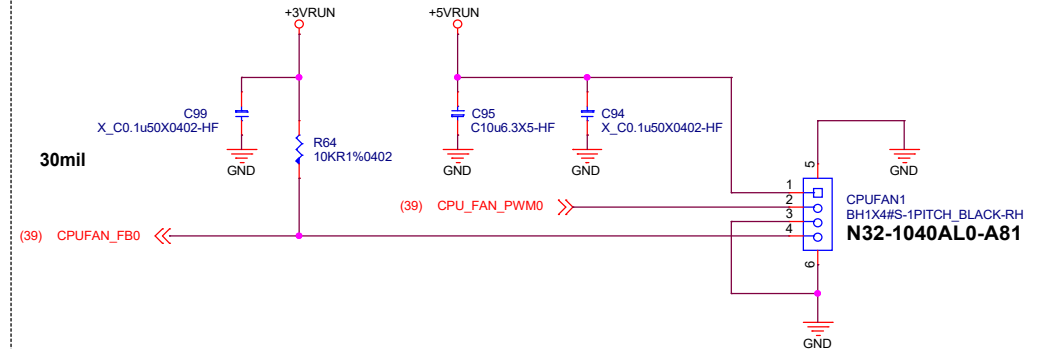 +3VRUN
+5VRUN
C99
X_C0.1u50X0402-HF
GND
R64
10KR1%0402
C95
C10u6.3X5-HF
GND
C94
X_C0.1u50X0402-HF
GND
30mil
5
GND
(39) CPU_FAN_PWM0
1
2
3
4
CPUFAN1
BH1X4#S-1PITCH_BLACK-RH
N32-1040AL0-A81
(39) CPUFAN_FB0
6
GND